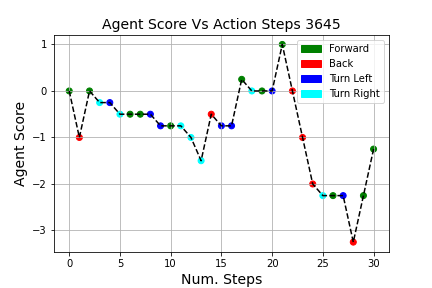 Agent Score Vs Action Steps 3645
Forward
Back
Turn Left
Turn Right
Agent Score
1
0
−1
−2
−3
0 5 10 15 20 25 30
Num. Steps